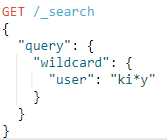 GET /_search
{
  "query": {
    "wildcard": {
      "user": "ki*y"
    }
  }
}